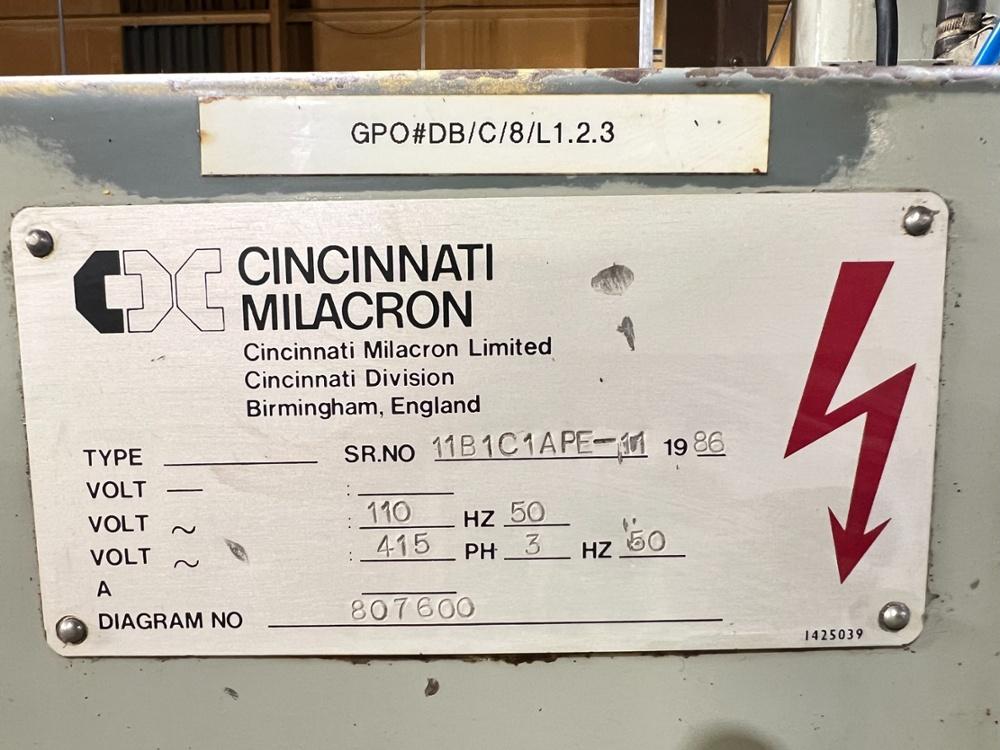 GPO#DB/C/8/L1.2.3
CINCINNATI
MILACRON
Cincinnati Milacron Limited
Cincinnati Division
Birmingham, England
TYPE SR.NO 11B1C1APE-11 1986
VOLT — :
VOLT ~ : 110 HZ 50
VOLT ~ : 415 PH 3 HZ 50
A
DIAGRAM NO 807600
1425039